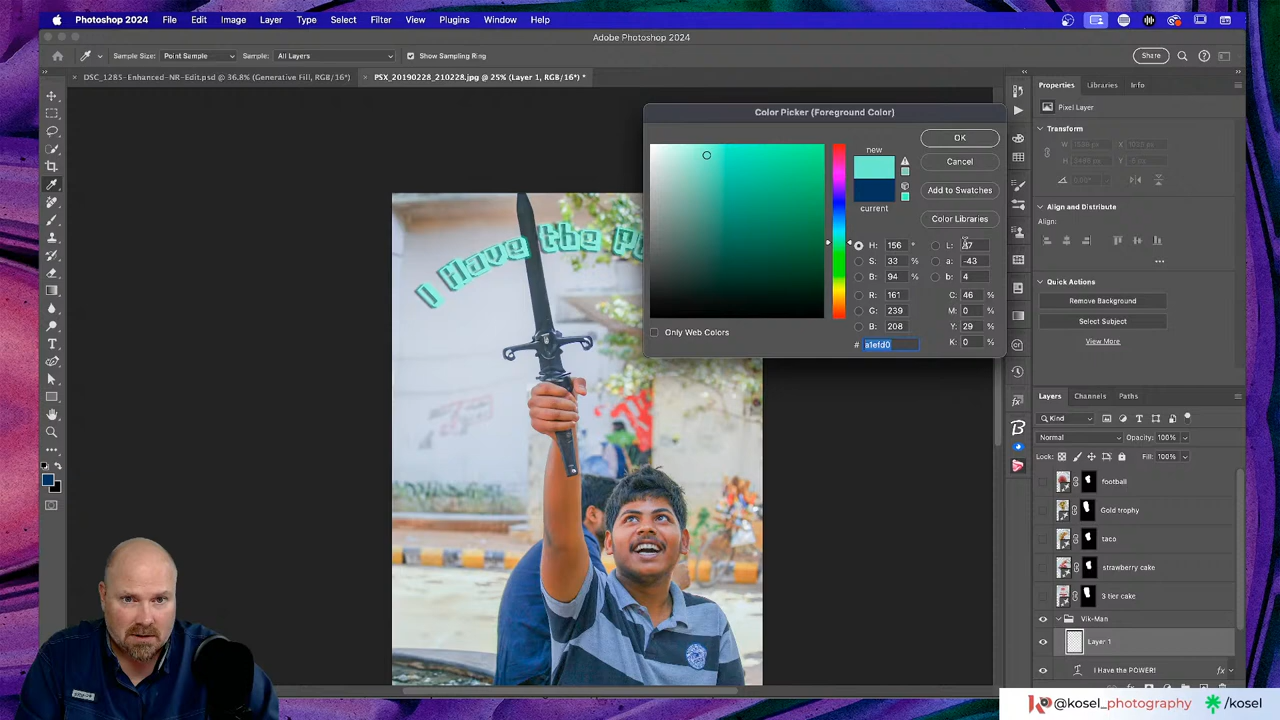 Photoshop 2024 File Edit Image Layer Type Select Filter View Plugins Window Help
Adobe Photoshop 2024
Sample Size: Point Sample Sample: All Layers Show Sampling Ring Share
DSC_1285-Enhanced-NR-Edit.psd @ 36.8% (Generative Fill, RGB/16*) PSX_20190228_210228.jpg @ 25% (Layer 1, RGB/16*) *
Properties Libraries Info
Pixel Layer
Transform
Align and Distribute
Align:
Quick Actions
Remove Background
Select Subject
View More
Color Picker (Foreground Color)
new
current
OK
Cancel
Add to Swatches
Color Libraries
H: 156 °
S: 33 %
B: 94 %
R: 161
G: 239
B: 208
# a1efd0
L:
a: -43
b: 4
C: 46 %
M: 0 %
Y: 29 %
K: 0 %
Only Web Colors
I Have the
Layers Channels Paths
Kind
Normal Opacity: 100%
Lock: Fill: 100%
football
Gold trophy
taco
strawberry cake
3 tier cake
Vik-Man
Layer 1
I Have the POWER! fx
@kosel_photography /kosel